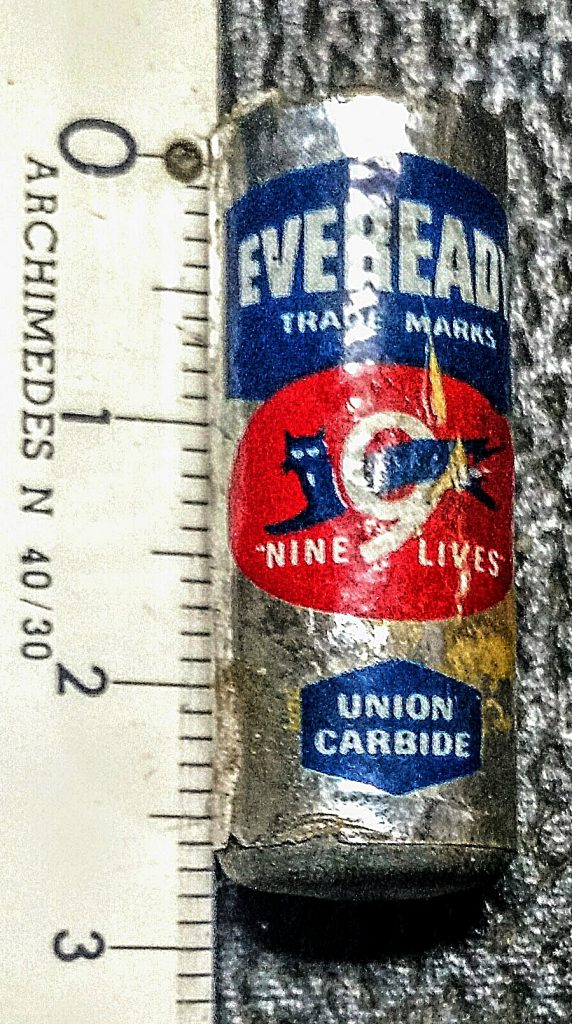 EVEREADY
TRADE MARKS
9
"NINE LIVES"
UNION
CARBIDE
0
1
2
3
ARCHIMEDES N 40/30